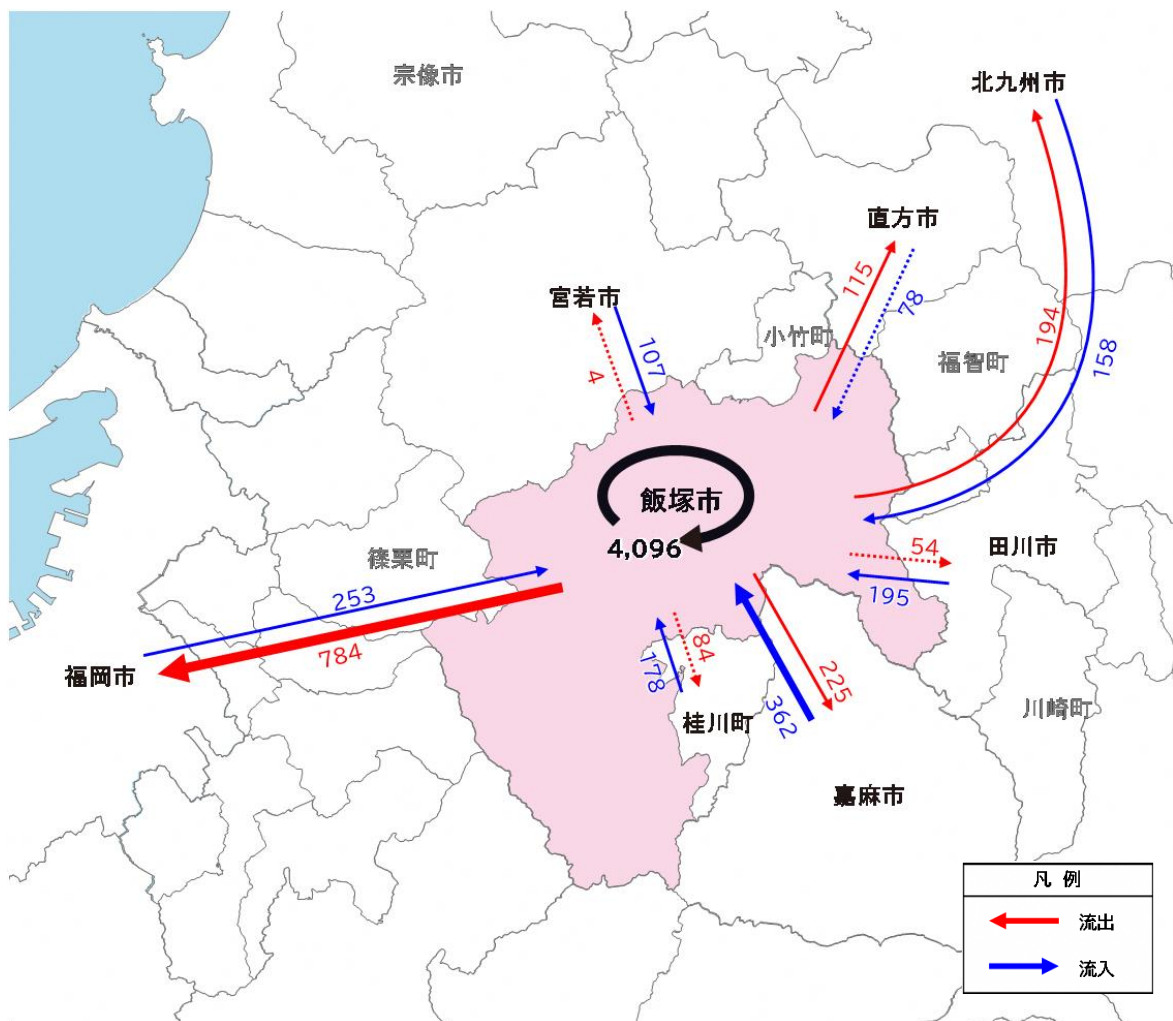 宗像市
北九州市
直方市
115
78
宮若市
小竹町
福智町
194
158
107
4
飯塚市
4,096
篠栗町
54
田川市
195
253
784
福岡市
84
178
225
362
桂川町
川崎町
嘉麻市
凡 例
流出
流入